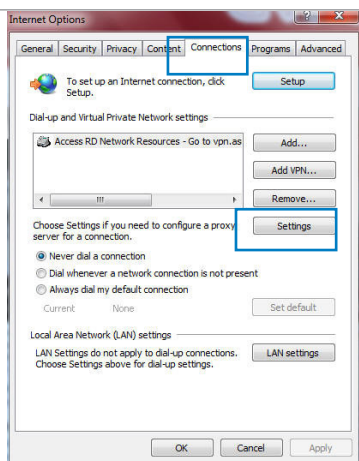 Internet Options
General Security Privacy Content Connections Programs Advanced
To set up an Internet connection, click
Setup.
Setup
Dial-up and Virtual Private Network settings
Access RD Network Resources - Go to vpn.as
Add...
Add VPN...
Remove...
Choose Settings if you need to configure a proxy
server for a connection.
Settings
Never dial a connection
Dial whenever a network connection is not present
Always dial my default connection
Current None
Set default
Local Area Network (LAN) settings
LAN Settings do not apply to dial-up connections.
Choose Settings above for dial-up settings.
LAN settings
OK Cancel Apply